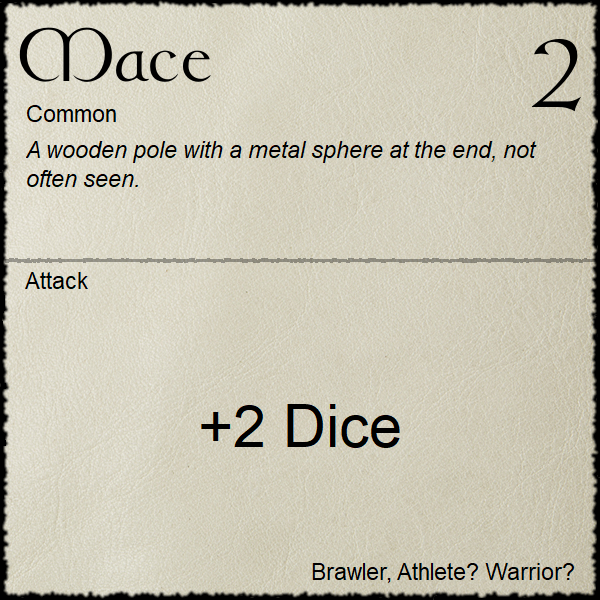 Mace
2
Common
A wooden pole with a metal sphere at the end, not
often seen.
Attack
+2 Dice
Brawler, Athlete? Warrior?